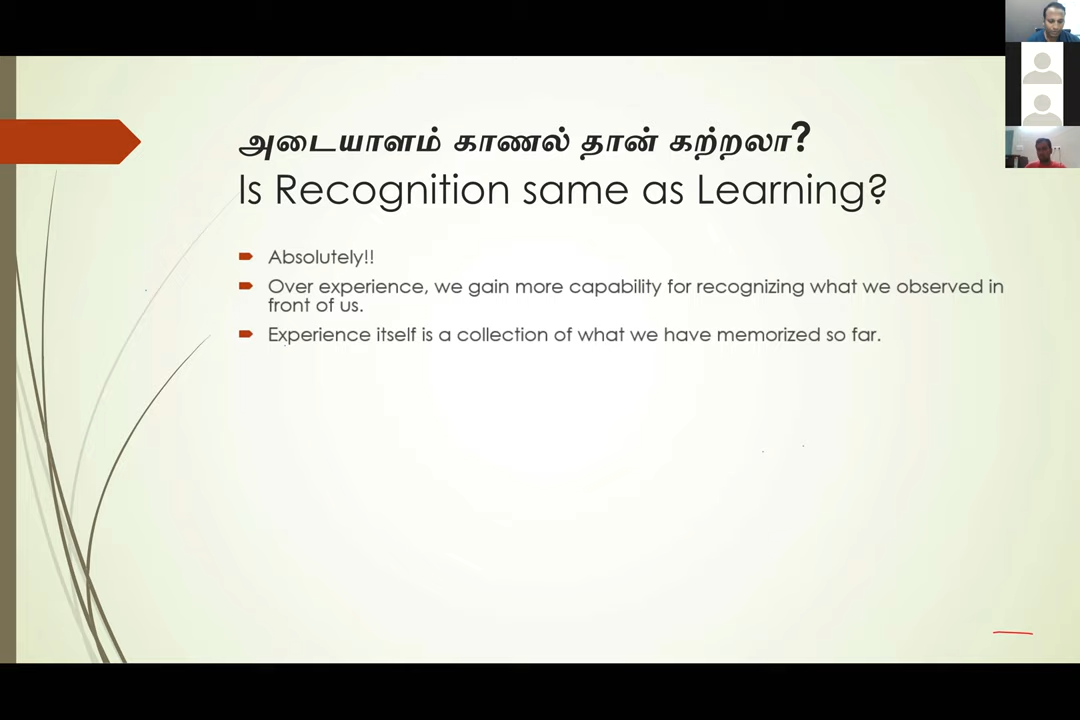 அடையாளம் காணல் தான் கற்றலா?
Is Recognition same as Learning?
Absolutely!!
Over experience, we gain more capability for recognizing what we observed in
front of us.
Experience itself is a collection of what we have memorized so far.